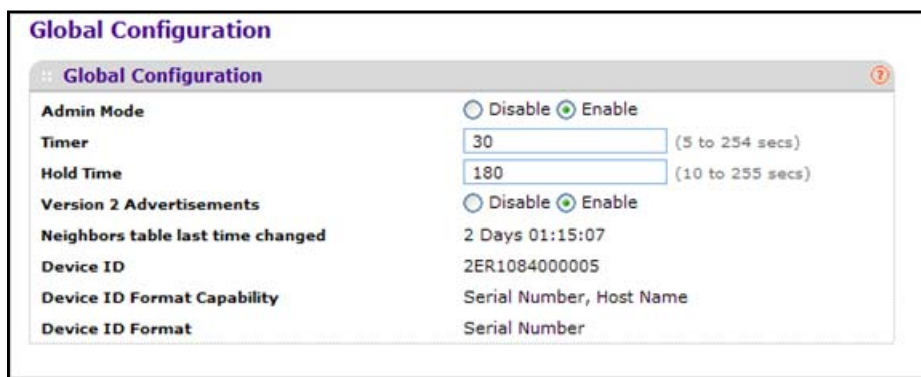 Global Configuration
Global Configuration ?
Admin Mode Disable Enable
Timer 30 (5 to 254 secs)
Hold Time 180 (10 to 255 secs)
Version 2 Advertisements Disable Enable
Neighbors table last time changed 2 Days 01:15:07
Device ID 2ER1084000005
Device ID Format Capability Serial Number, Host Name
Device ID Format Serial Number